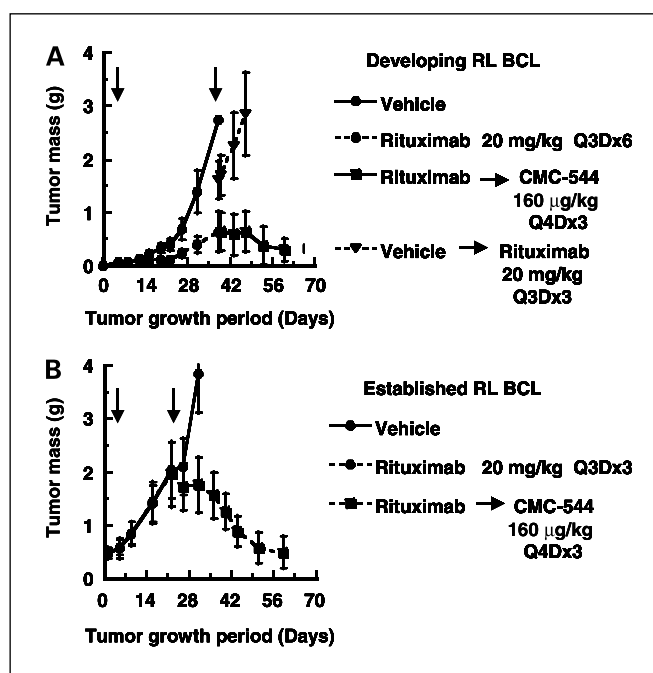 A
Developing RL BCL
Tumor mass (g)
4
3
2
1
0
0 14 28 42 56 70
Tumor growth period (Days)
Vehicle
Rituximab 20 mg/kg Q3Dx6
Rituximab → CMC-544
160 µg/kg
Q4Dx3
Vehicle → Rituximab
20 mg/kg
Q3Dx3
B
Established RL BCL
Tumor mass (g)
4
3
2
1
0
0 14 28 42 56 70
Tumor growth period (Days)
Vehicle
Rituximab 20 mg/kg Q3Dx3
Rituximab → CMC-544
160 µg/kg
Q4Dx3